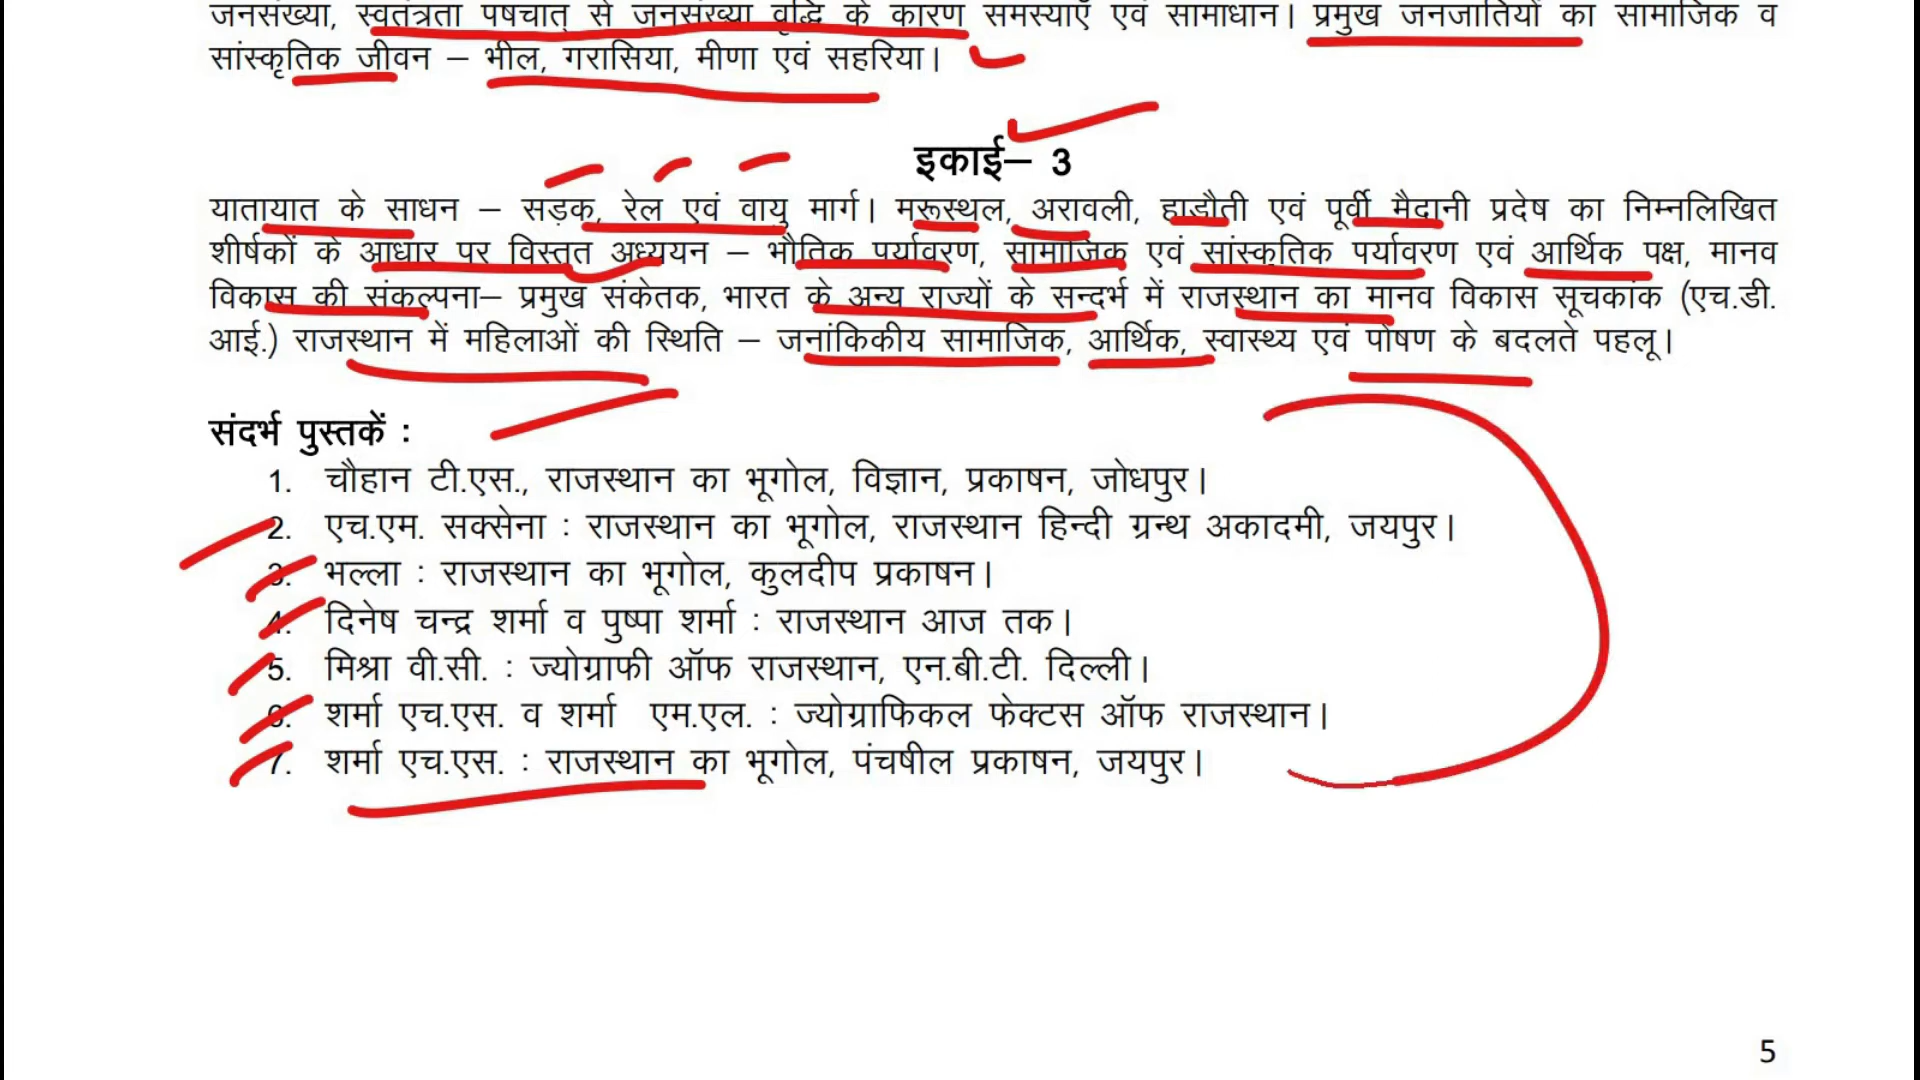 जनसंख्या, स्वतंत्रता पषचात् से जनसंख्या वृद्धि के कारण समस्याएँ एवं सामाधान। प्रमुख जनजातियों का सामाजिक व
सांस्कृतिक जीवन – भील, गरासिया, मीणा एवं सहरिया।
इकाई– 3
यातायात के साधन – सड़क, रेल एवं वायु मार्ग। मरूस्थल, अरावली, हाडौती एवं पूर्वी मैदानी प्रदेष का निम्नलिखित
शीर्षकों के आधार पर विस्तृत अध्ययन – भौतिक पर्यावरण, सामाजिक एवं सांस्कृतिक पर्यावरण एवं आर्थिक पक्ष, मानव
विकास की संकल्पना– प्रमुख संकेतक, भारत के अन्य राज्यों के सन्दर्भ में राजस्थान का मानव विकास सूचकांक (एच.डी.
आई.) राजस्थान में महिलाओं की स्थिति – जनांकिकीय सामाजिक, आर्थिक, स्वास्थ्य एवं पोषण के बदलते पहलू।
संदर्भ पुस्तकें :
1. चौहान टी.एस., राजस्थान का भूगोल, विज्ञान, प्रकाषन, जोधपुर।
2. एच.एम. सक्सेना : राजस्थान का भूगोल, राजस्थान हिन्दी ग्रन्थ अकादमी, जयपुर।
3. भल्ला : राजस्थान का भूगोल, कुलदीप प्रकाषन।
4. दिनेष चन्द्र शर्मा व पुष्पा शर्मा : राजस्थान आज तक।
5. मिश्रा वी.सी. : ज्योग्राफी ऑफ राजस्थान, एन.बी.टी. दिल्ली।
6. शर्मा एच.एस. व शर्मा एम.एल. : ज्योग्राफिकल फेक्टस ऑफ राजस्थान।
7. शर्मा एच.एस. : राजस्थान का भूगोल, पंचषील प्रकाषन, जयपुर।
5